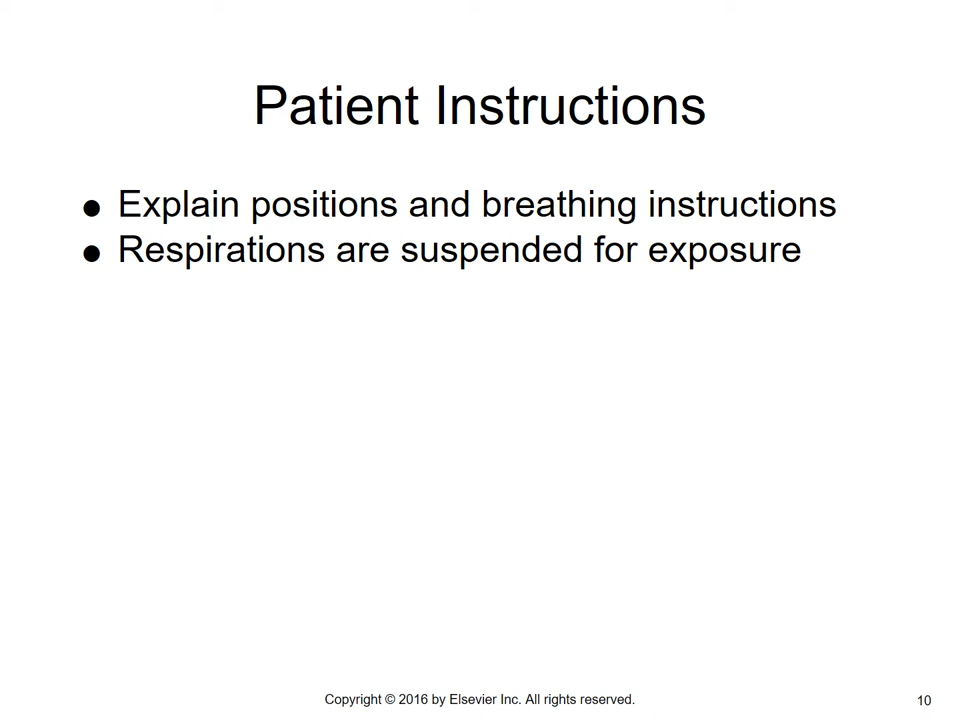 Patient Instructions
● Explain positions and breathing instructions
● Respirations are suspended for exposure
Copyright © 2016 by Elsevier Inc. All rights reserved.
10